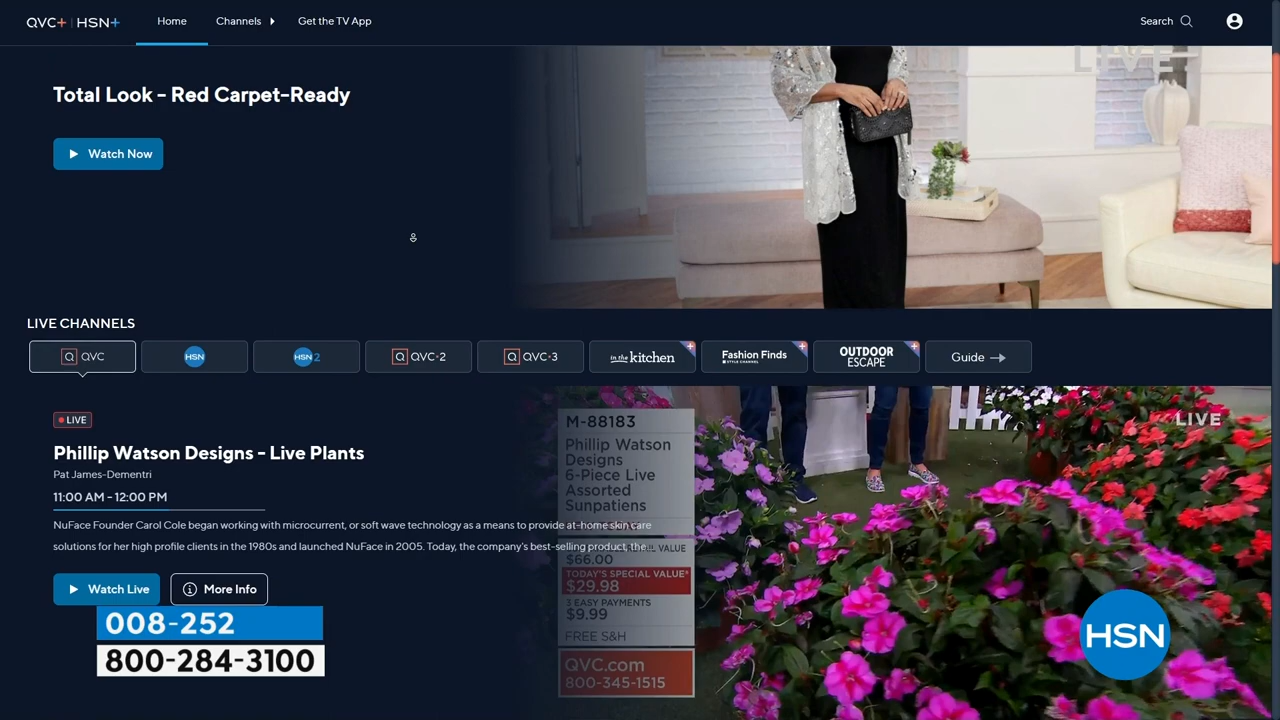 QVC+ | HSN+
Home
Channels
Get the TV App
Search
LIVE
Total Look - Red Carpet-Ready
Watch Now
LIVE CHANNELS
QVC
HSN
HSN 2
QVC•2
QVC•3
in the kitchen
Fashion Finds
STYLE CHANNEL
OUTDOOR
ESCAPE
Guide
LIVE
Phillip Watson Designs - Live Plants
Pat James-Dementri
11:00 AM - 12:00 PM
NuFace Founder Carol Cole began working with microcurrent, or soft wave technology as a means to provide at-home skin care
solutions for her high profile clients in the 1980s and launched NuFace in 2005. Today, the company's best-selling product, the...
Watch Live
More Info
008-252
800-284-3100
M-88183
Phillip Watson
Designs
6-Piece Live
Assorted
Sunpatiens
VALUE
$66.00
TODAY'S SPECIAL VALUE®
$29.98
3 EASY PAYMENTS
$9.99
FREE S&H
QVC.com
800-345-1515
LIVE
HSN